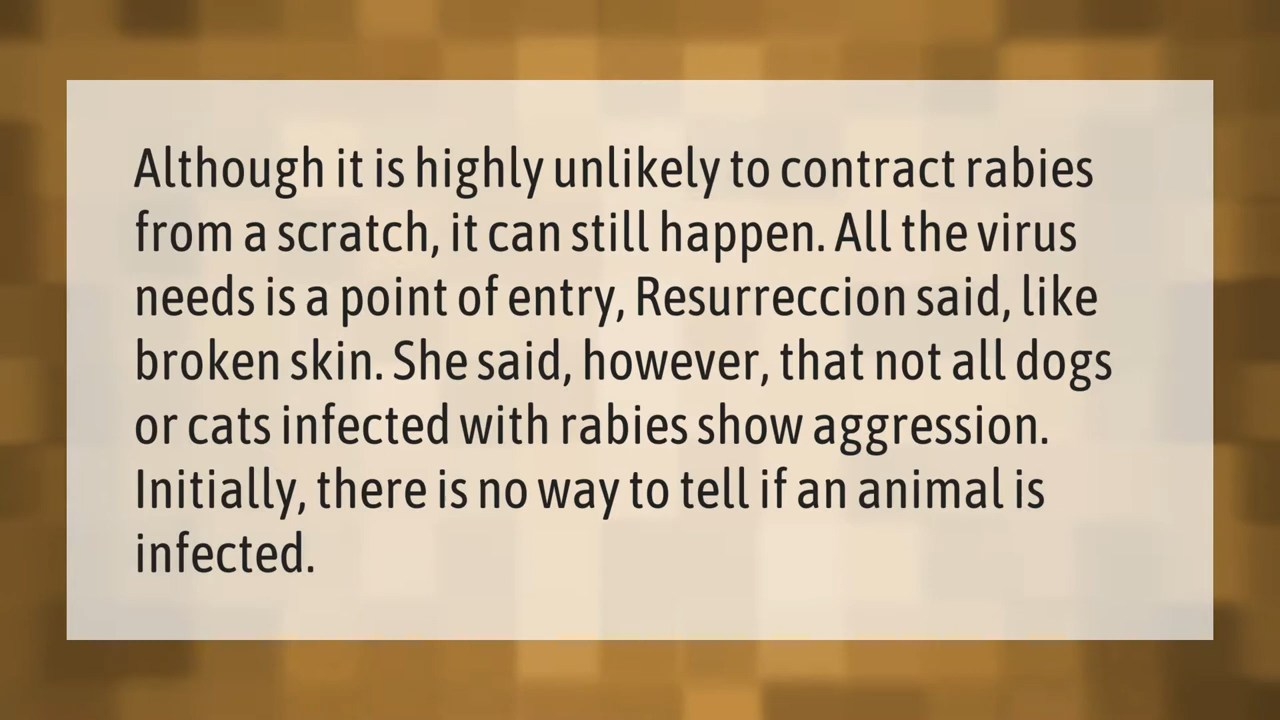 Although it is highly unlikely to contract rabies
from a scratch, it can still happen. All the virus
needs is a point of entry, Resurreccion said, like
broken skin. She said, however, that not all dogs
or cats infected with rabies show aggression.
Initially, there is no way to tell if an animal is
infected.